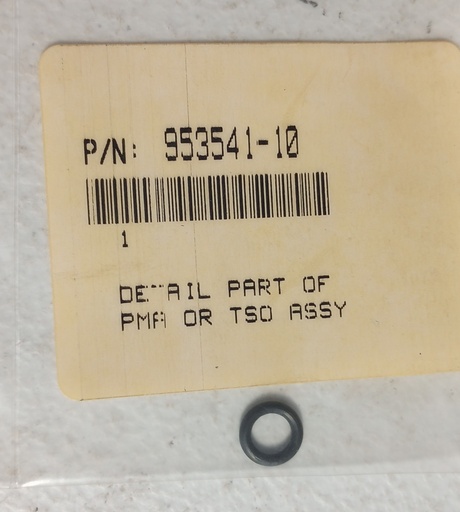 P/N: 953541-10
1
DETAIL PART OF
PMA OR TSO ASSY